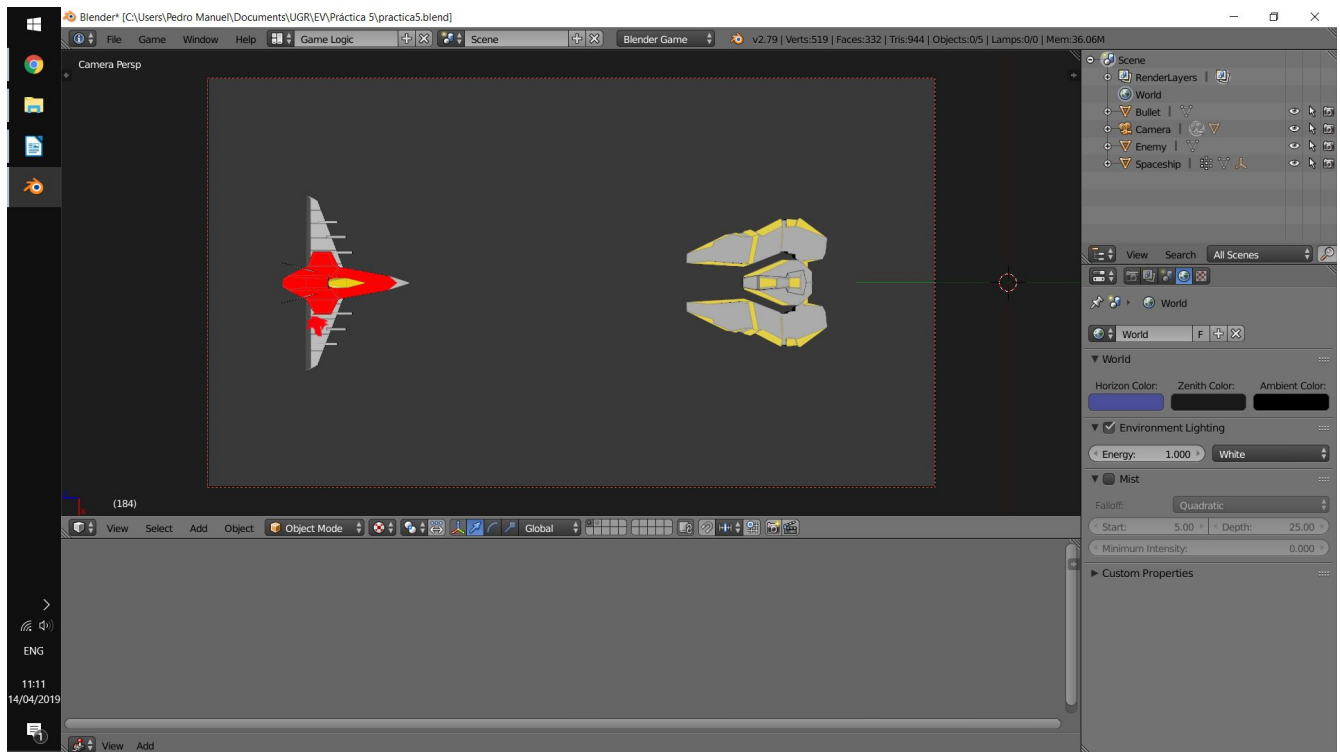 Blender* [C:\Users\Pedro Manuel\Documents\UGR\EV\Práctica 5\practica5.blend]
File Game Window Help Game Logic Scene Blender Game v2.79 | Verts:519 | Faces:332 | Tris:944 | Objects:0/5 | Lamps:0/0 | Mem:36.06M
Camera Persp
Scene
RenderLayers |
World
Bullet |
Camera |
Enemy |
Spaceship |
View Search All Scenes
World
World F
World
Horizon Color: Zenith Color: Ambient Color:
Environment Lighting
Energy: 1.000 White
Mist
Falloff: Quadratic
Start: 5.00 Depth: 25.00
Minimum Intensity: 0.000
Custom Properties
(184)
View Select Add Object Object Mode Global
View Add
ENG
11:11
14/04/2019
1